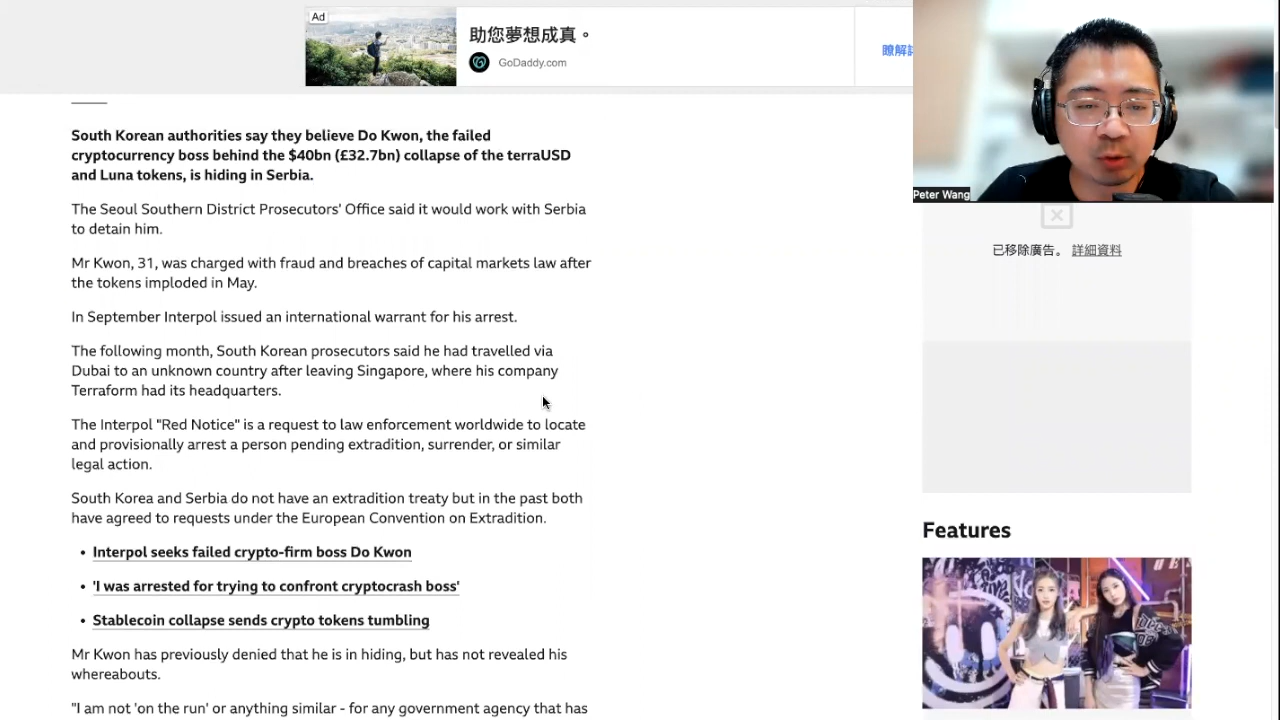 Ad
助您夢想成真。
GoDaddy.com
瞭解
Peter Wang
South Korean authorities say they believe Do Kwon, the failed
cryptocurrency boss behind the $40bn (£32.7bn) collapse of the terraUSD
and Luna tokens, is hiding in Serbia.
The Seoul Southern District Prosecutors' Office said it would work with Serbia
to detain him.
Mr Kwon, 31, was charged with fraud and breaches of capital markets law after
the tokens imploded in May.
In September Interpol issued an international warrant for his arrest.
The following month, South Korean prosecutors said he had travelled via
Dubai to an unknown country after leaving Singapore, where his company
Terraform had its headquarters.
The Interpol "Red Notice" is a request to law enforcement worldwide to locate
and provisionally arrest a person pending extradition, surrender, or similar
legal action.
South Korea and Serbia do not have an extradition treaty but in the past both
have agreed to requests under the European Convention on Extradition.
• Interpol seeks failed crypto-firm boss Do Kwon
• 'I was arrested for trying to confront cryptocrash boss'
• Stablecoin collapse sends crypto tokens tumbling
Mr Kwon has previously denied that he is in hiding, but has not revealed his
whereabouts.
"I am not 'on the run' or anything similar - for any government agency that has
已移除廣告。 詳細資料
Features